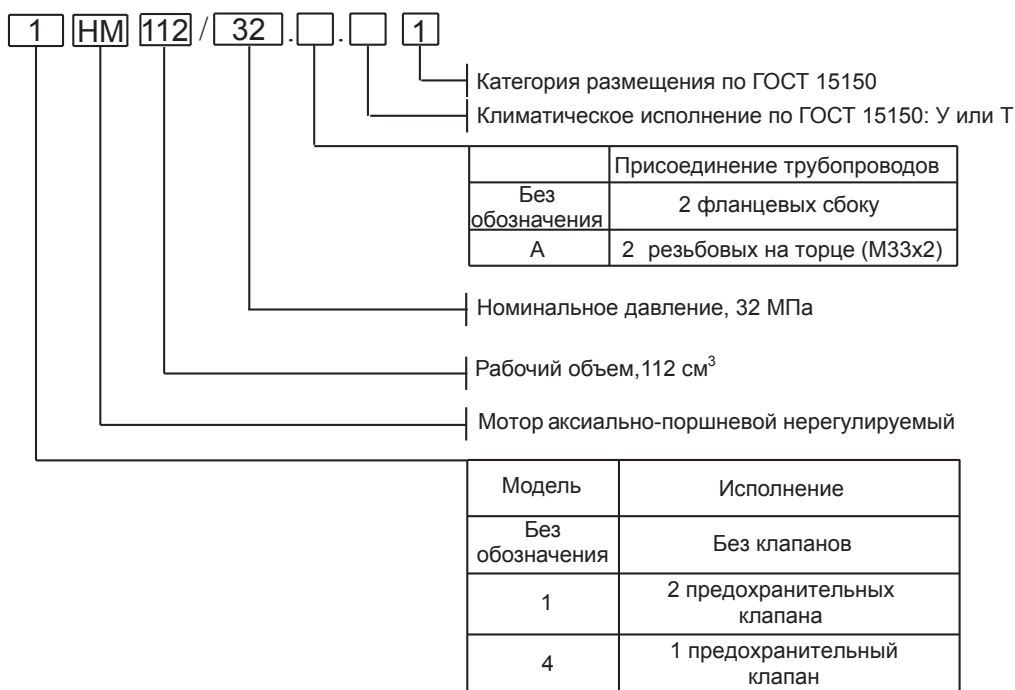 1 НМ 112 / 32 . . 1
Категория размещения по ГОСТ 15150
Климатическое исполнение по ГОСТ 15150: У или Т
Присоединение трубопроводов
Без обозначения
2 фланцевых сбоку
А
2 резьбовых на торце (М33х2)
Номинальное давление, 32 МПа
Рабочий объем,112 см³
Мотор аксиально-поршневой нерегулируемый
Модель
Исполнение
Без
обозначения
Без клапанов
1
2 предохранительных
клапана
4
1 предохранительный
клапан